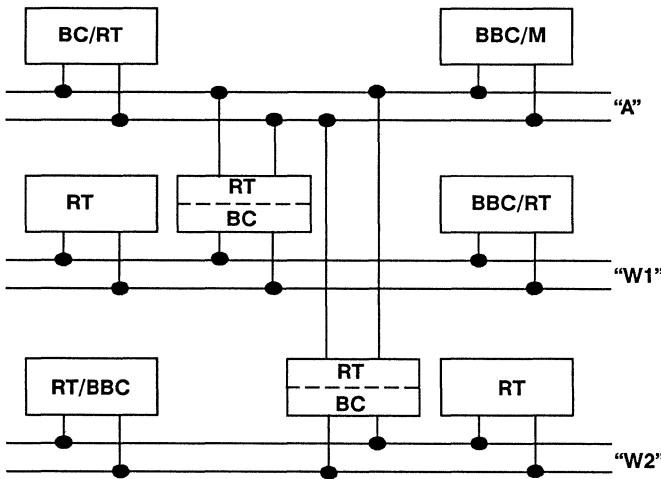 BC/RT
BBC/M
“A”
RT
RT
BC
BBC/RT
“W1”
RT/BBC
RT
BC
RT
“W2”